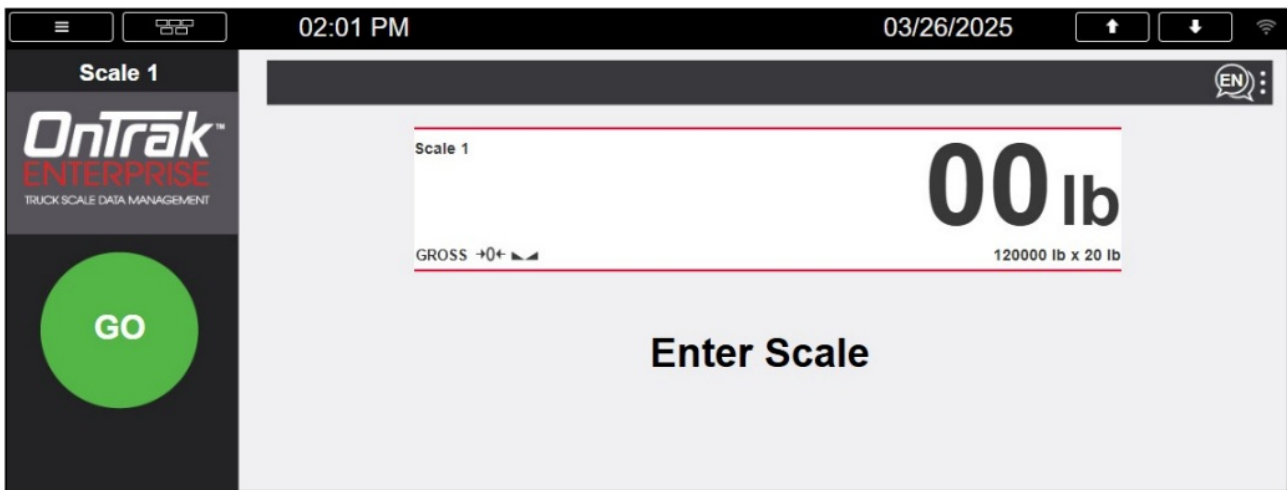 02:01 PM 03/26/2025
Scale 1
EN
OnTrak™
ENTERPRISE
TRUCK SCALE DATA MANAGEMENT
Scale 1
00 lb
GROSS →0←
120000 lb x 20 lb
GO
Enter Scale